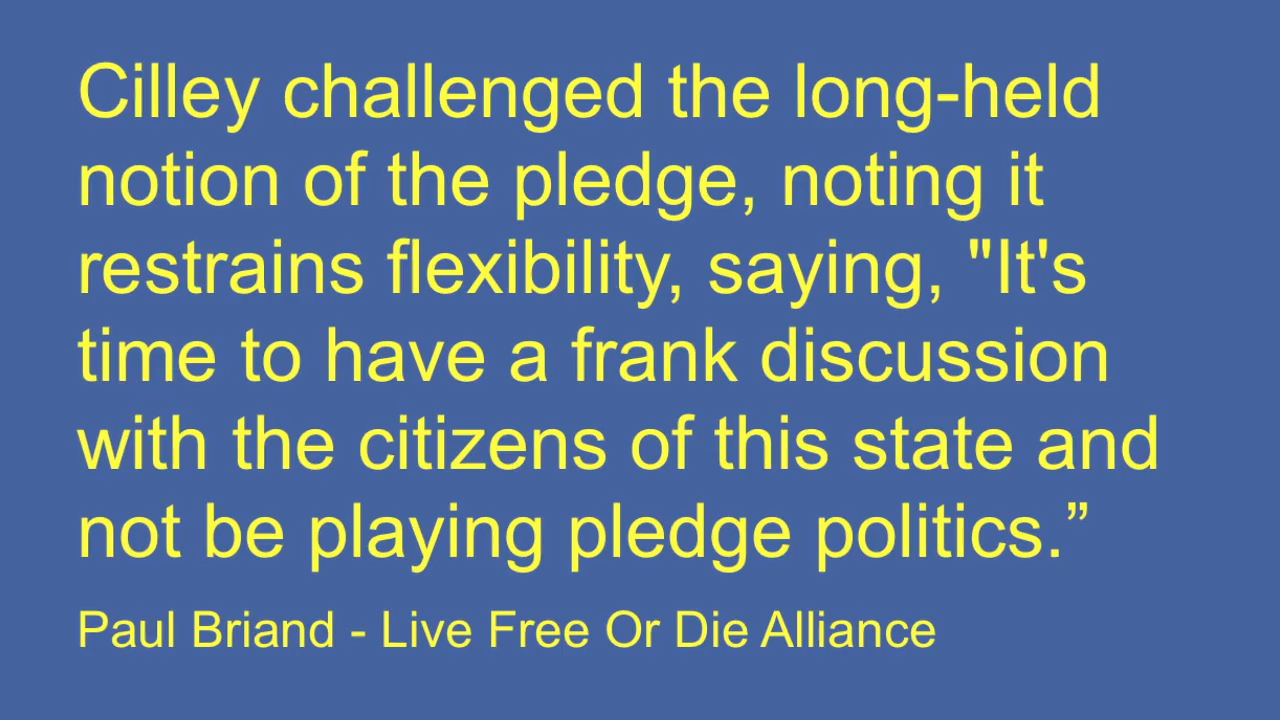 Cilley challenged the long-held
notion of the pledge, noting it
restrains flexibility, saying, "It's
time to have a frank discussion
with the citizens of this state and
not be playing pledge politics.”
Paul Briand - Live Free Or Die Alliance